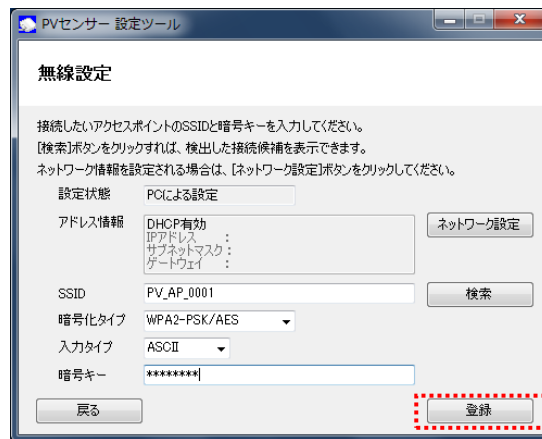 PVセンサー 設定ツール
無線設定
接続したいアクセスポイントのSSIDと暗号キーを入力してください。
[検索]ボタンをクリックすれば、検出した接続候補を表示できます。
ネットワーク情報を設定される場合は、[ネットワーク設定]ボタンをクリックしてください。
設定状態 PCによる設定
アドレス情報 DHCP有効 ネットワーク設定
IPアドレス :
サブネットマスク :
ゲートウェイ :
SSID PV_AP_0001 検索
暗号化タイプ WPA2-PSK/AES
入力タイプ ASCII
暗号キー ********
戻る 登録